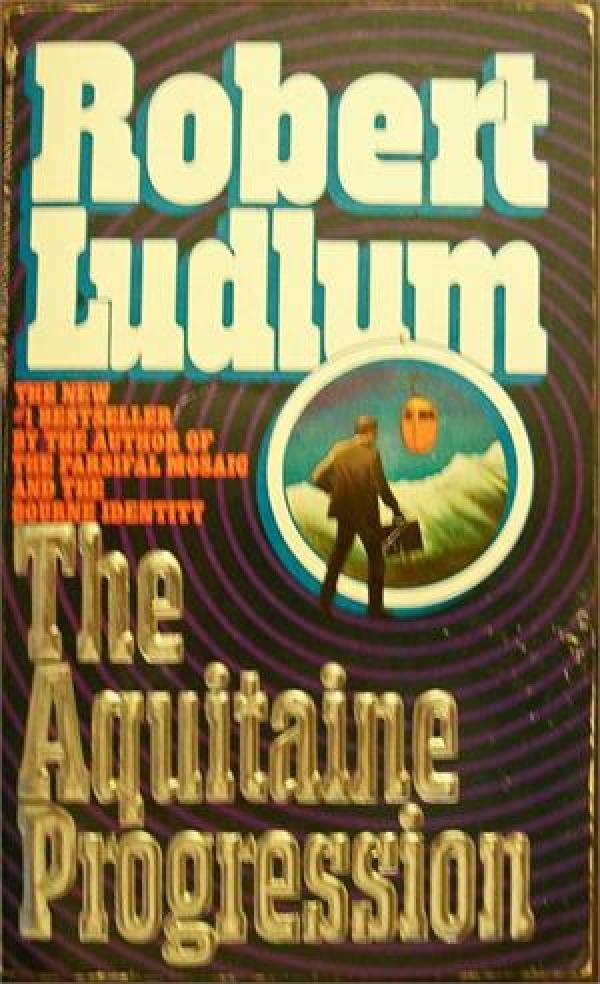 Robert
Ludlum
THE NEW
#1 BESTSELLER
BY THE AUTHOR OF
THE PARSIFAL MOSAIC
AND THE
BOURNE IDENTITY
The
Aquitaine
Progression